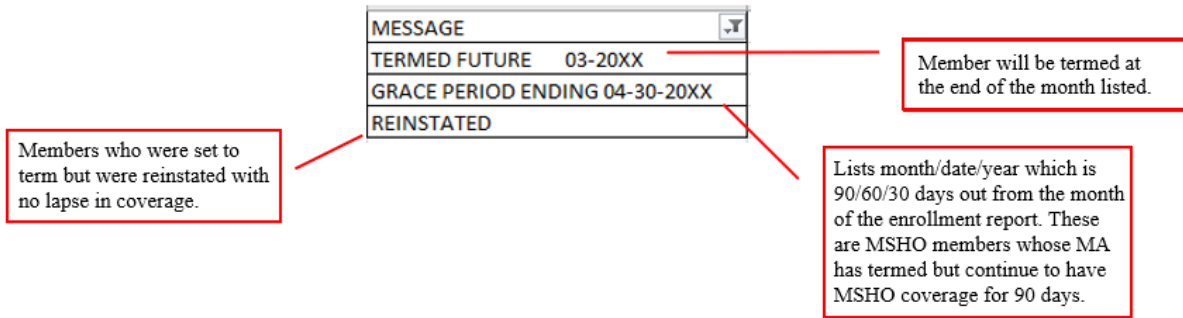 MESSAGE
TERMED FUTURE 03-20XX
GRACE PERIOD ENDING 04-30-20XX
REINSTATED
Member will be termed at
the end of the month listed.
Members who were set to
term but were reinstated with
no lapse in coverage.
Lists month/date/year which is
90/60/30 days out from the month
of the enrollment report. These
are MSHO members whose MA
has termed but continue to have
MSHO coverage for 90 days.